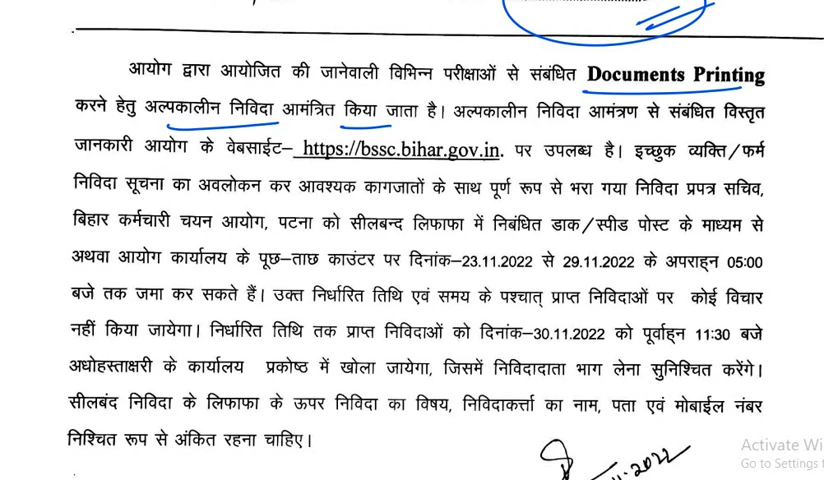 आयोग द्वारा आयोजित की जानेवाली विभिन्न परीक्षाओं से संबंधित Documents Printing
करने हेतु अल्पकालीन निविदा आमंत्रित किया जाता है। अल्पकालीन निविदा आमंत्रण से संबंधित विस्तृत
जानकारी आयोग के वेबसाईट– https://bssc.bihar.gov.in. पर उपलब्ध है। इच्छुक व्यक्ति/फर्म
निविदा सूचना का अवलोकन कर आवश्यक कागजातों के साथ पूर्ण रूप से भरा गया निविदा प्रपत्र सचिव,
बिहार कर्मचारी चयन आयोग, पटना को सीलबन्द लिफाफा में निबंधित डाक/स्पीड पोस्ट के माध्यम से
अथवा आयोग कार्यालय के पूछ–ताछ काउंटर पर दिनांक–23.11.2022 से 29.11.2022 के अपराह्न 05:00
बजे तक जमा कर सकते हैं। उक्त निर्धारित तिथि एवं समय के पश्चात् प्राप्त निविदाओं पर कोई विचार
नहीं किया जायेगा। निर्धारित तिथि तक प्राप्त निविदाओं को दिनांक–30.11.2022 को पूर्वाह्न 11:30 बजे
अधोहस्ताक्षरी के कार्यालय प्रकोष्ठ में खोला जायेगा, जिसमें निविदादाता भाग लेना सुनिश्चित करेंगे।
सीलबंद निविदा के लिफाफा के ऊपर निविदा का विषय, निविदाकर्त्ता का नाम, पता एवं मोबाईल नंबर
निश्चित रूप से अंकित रहना चाहिए।
Activate Wi
Go to Settings t